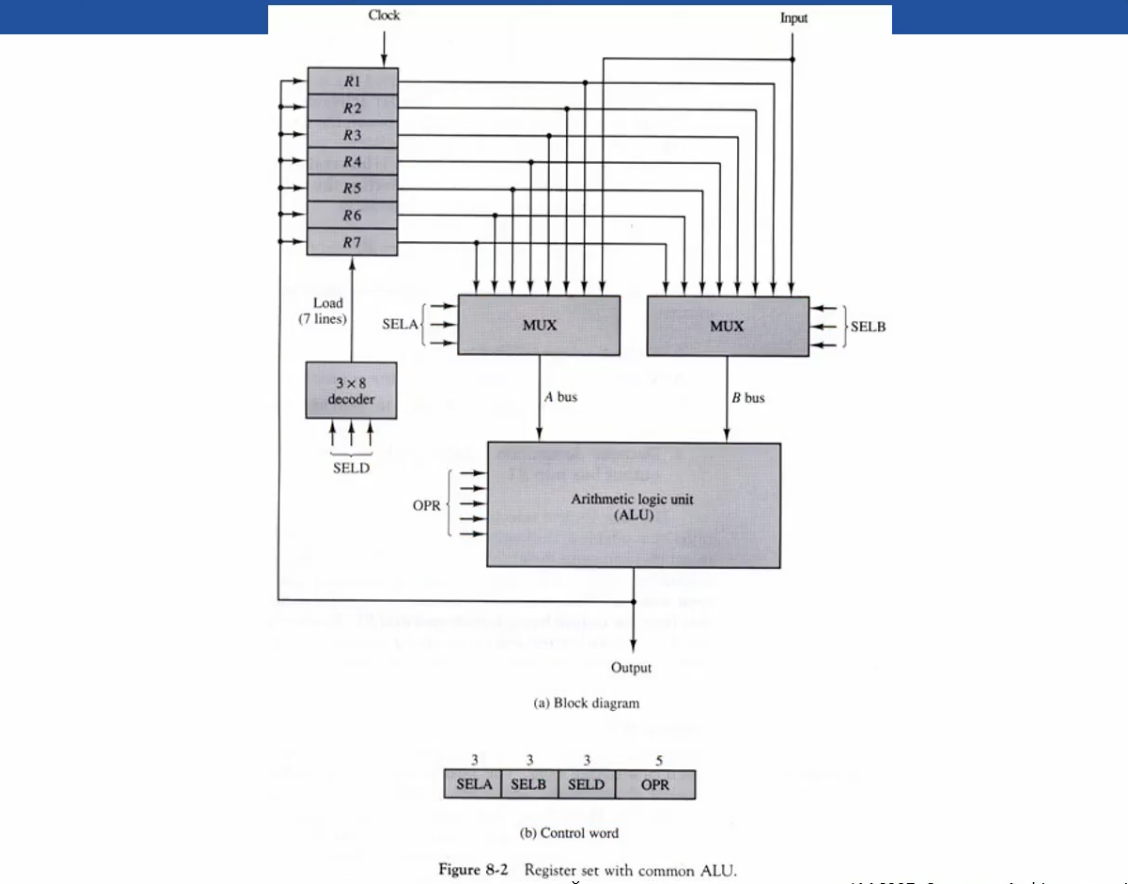 Clock
Input
R1
R2
R3
R4
R5
R6
R7
Load
(7 lines)
SELA
MUX
MUX
SELB
3 × 8
decoder
A bus
B bus
SELD
OPR
Arithmetic logic unit
(ALU)
Output
(a) Block diagram
3 3 3 5
SELA SELB SELD OPR
(b) Control word
Figure 8-2 Register set with common ALU.